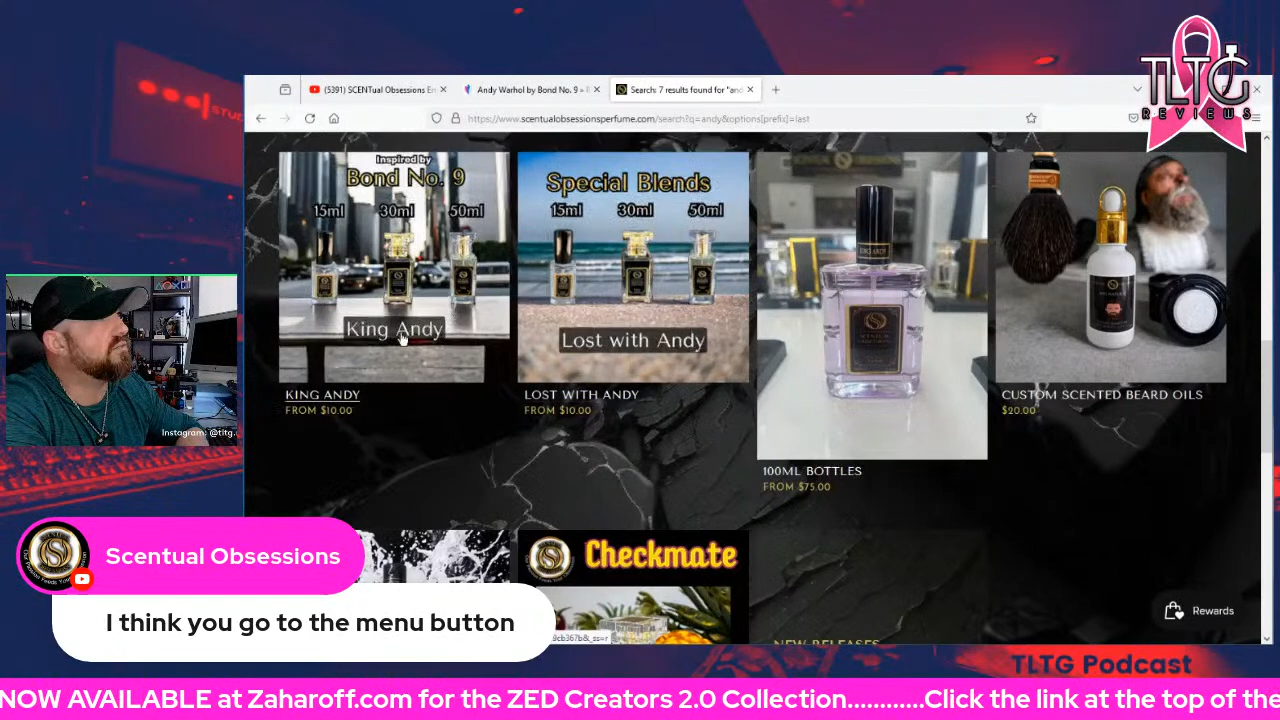 TLTG
REVIEWS
(5391) SCENTual Obsessions En
Andy Warhol by Bond No. 9 »
Search: 7 results found for "and
https://www.scentualobsessionsperfume.com/search?q=andy&options[prefix]=last
Inspired by
Bond No. 9
15ml 30ml 50ml
King Andy
KING ANDY
FROM $10.00
Special Blends
15ml 30ml 50ml
Lost with Andy
LOST WITH ANDY
FROM $10.00
100ML BOTTLES
FROM $75.00
CUSTOM SCENTED BEARD OILS
$20.00
Checkmate
NEW RELEASES
Rewards
Instagram: @tltg.
Scentual Obsessions
I think you go to the menu button
TLTG Podcast
NOW AVAILABLE at Zaharoff.com for the ZED Creators 2.0 Collection............Click the link at the top of the